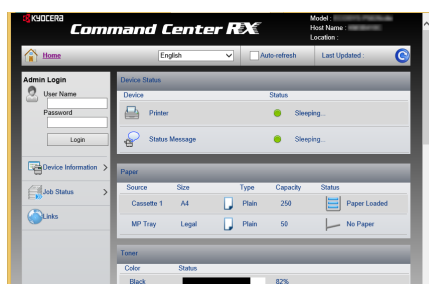 KYOCERA
Command Center RX
Model :
Host Name :
Location :
Home
English
Auto-refresh
Last Updated :
Admin Login
User Name
Password
Login
Device Information
Job Status
Links
Device Status
Device Status
Printer Sleeping...
Status Message Sleeping...
Paper
Source Size Type Capacity Status
Cassette 1 A4 Plain 250 Paper Loaded
MP Tray Legal Plain 50 No Paper
Toner
Color Status
Black 82%